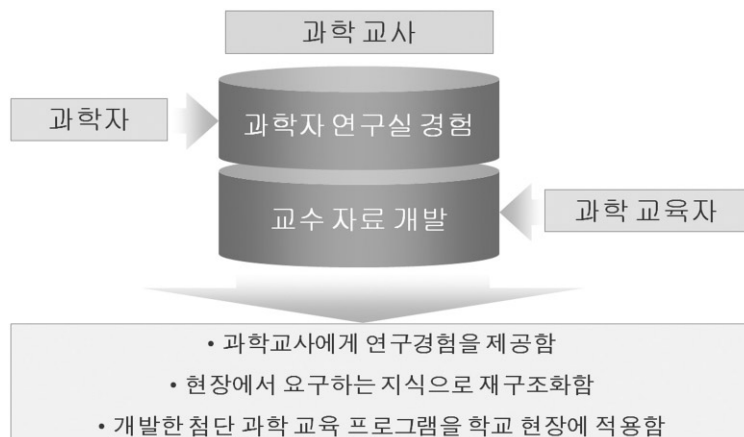 과학 교사
과학자
과학자 연구실 경험
교수 자료 개발
과학 교육자
• 과학교사에게 연구경험을 제공함
• 현장에서 요구하는 지식으로 재구조화함
• 개발한 첨단 과학 교육 프로그램을 학교 현장에 적용함